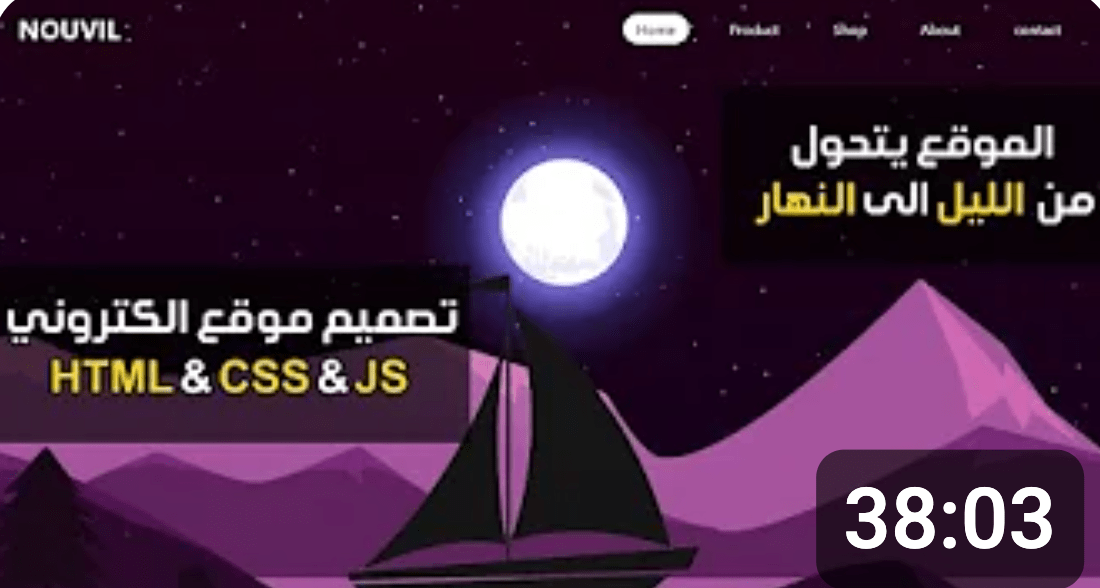 NOUVIL
Home Product Shop About contact
الموقع يتحول
من الليل الى النهار
تصميم موقع الكتروني
HTML & CSS & JS
38:03